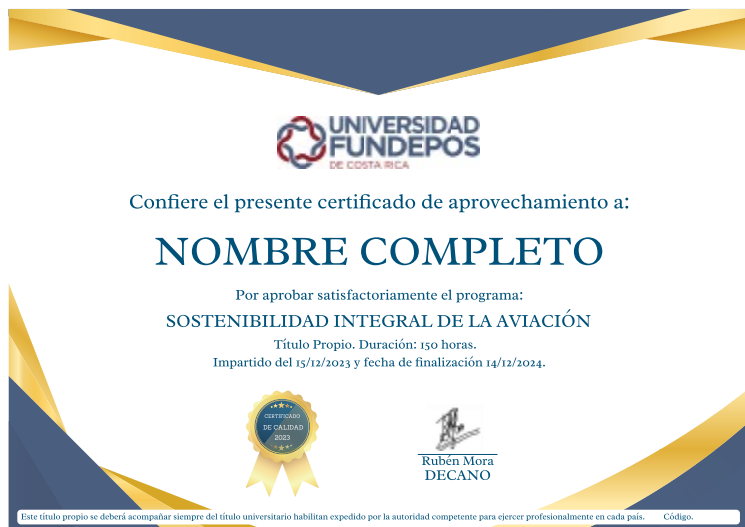 UNIVERSIDAD
FUNDEPOS
DE COSTA RICA
Confiere el presente certificado de aprovechamiento a:
NOMBRE COMPLETO
Por aprobar satisfactoriamente el programa:
SOSTENIBILIDAD INTEGRAL DE LA AVIACIÓN
Título Propio. Duración: 150 horas.
Impartido del 15/12/2023 y fecha de finalización 14/12/2024.
CERTIFICADO
DE CALIDAD
2023
Rubén Mora
DECANO
Este título propio se deberá acompañar siempre del título universitario habilitan expedido por la autoridad competente para ejercer profesionalmente en cada país. Código.